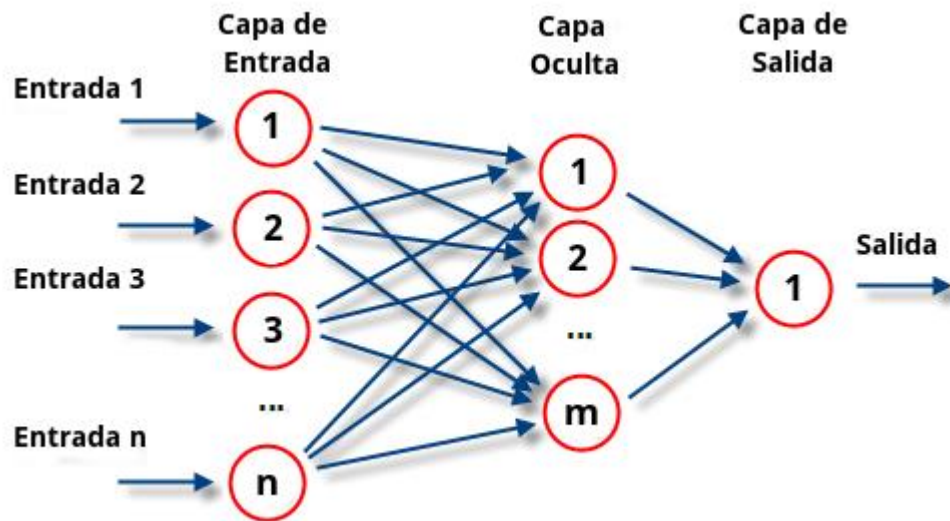 Capa de
Entrada
Capa
Oculta
Capa de
Salida
Entrada 1
1
Entrada 2
2
Entrada 3
3
...
Entrada n
n
1
2
...
m
1
Salida